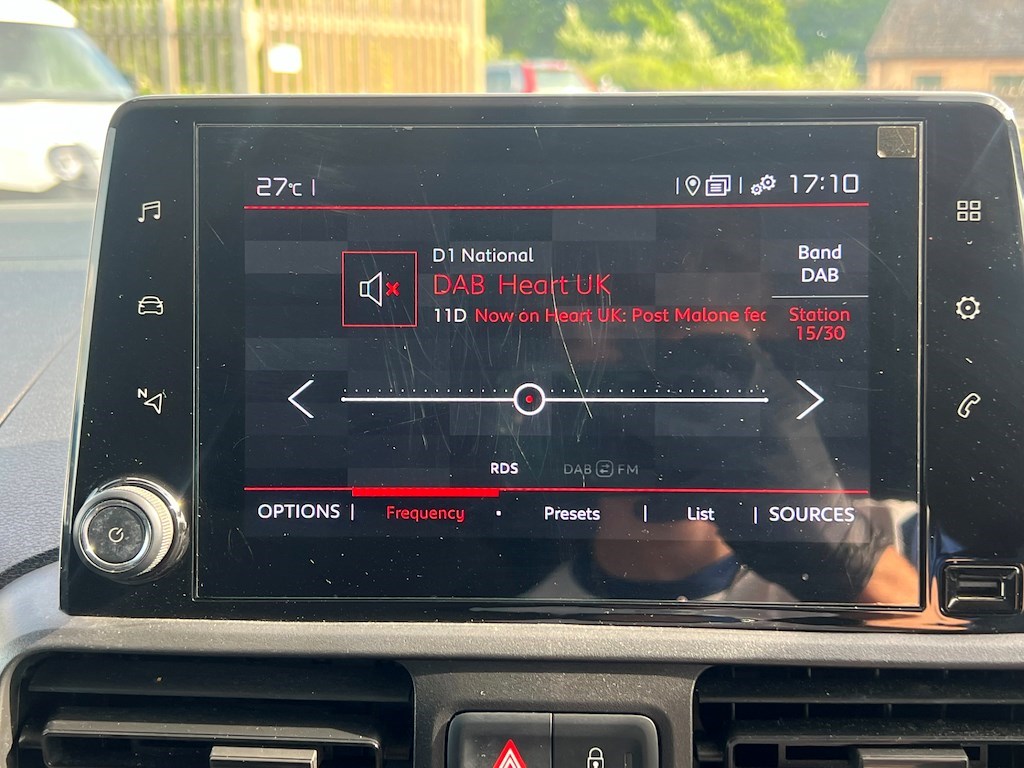 27°C
17:10
D1 National
DAB Heart UK
11D Now on Heart UK: Post Malone fec
Band
DAB
Station
15/30
N
RDS
DAB FM
OPTIONS | Frequency • Presets | List | SOURCES